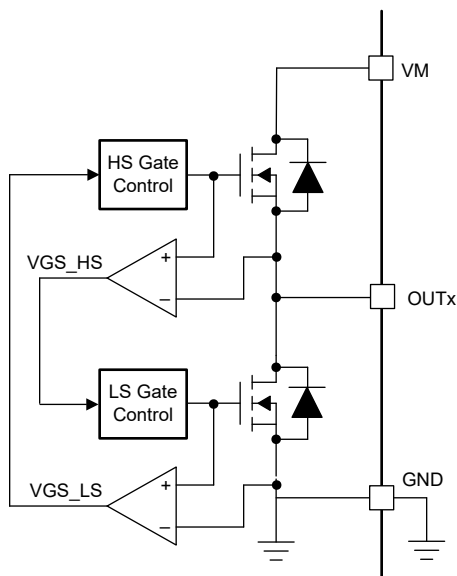 VM
HS Gate
Control
VGS_HS
+
–
OUTx
LS Gate
Control
VGS_LS
+
–
GND